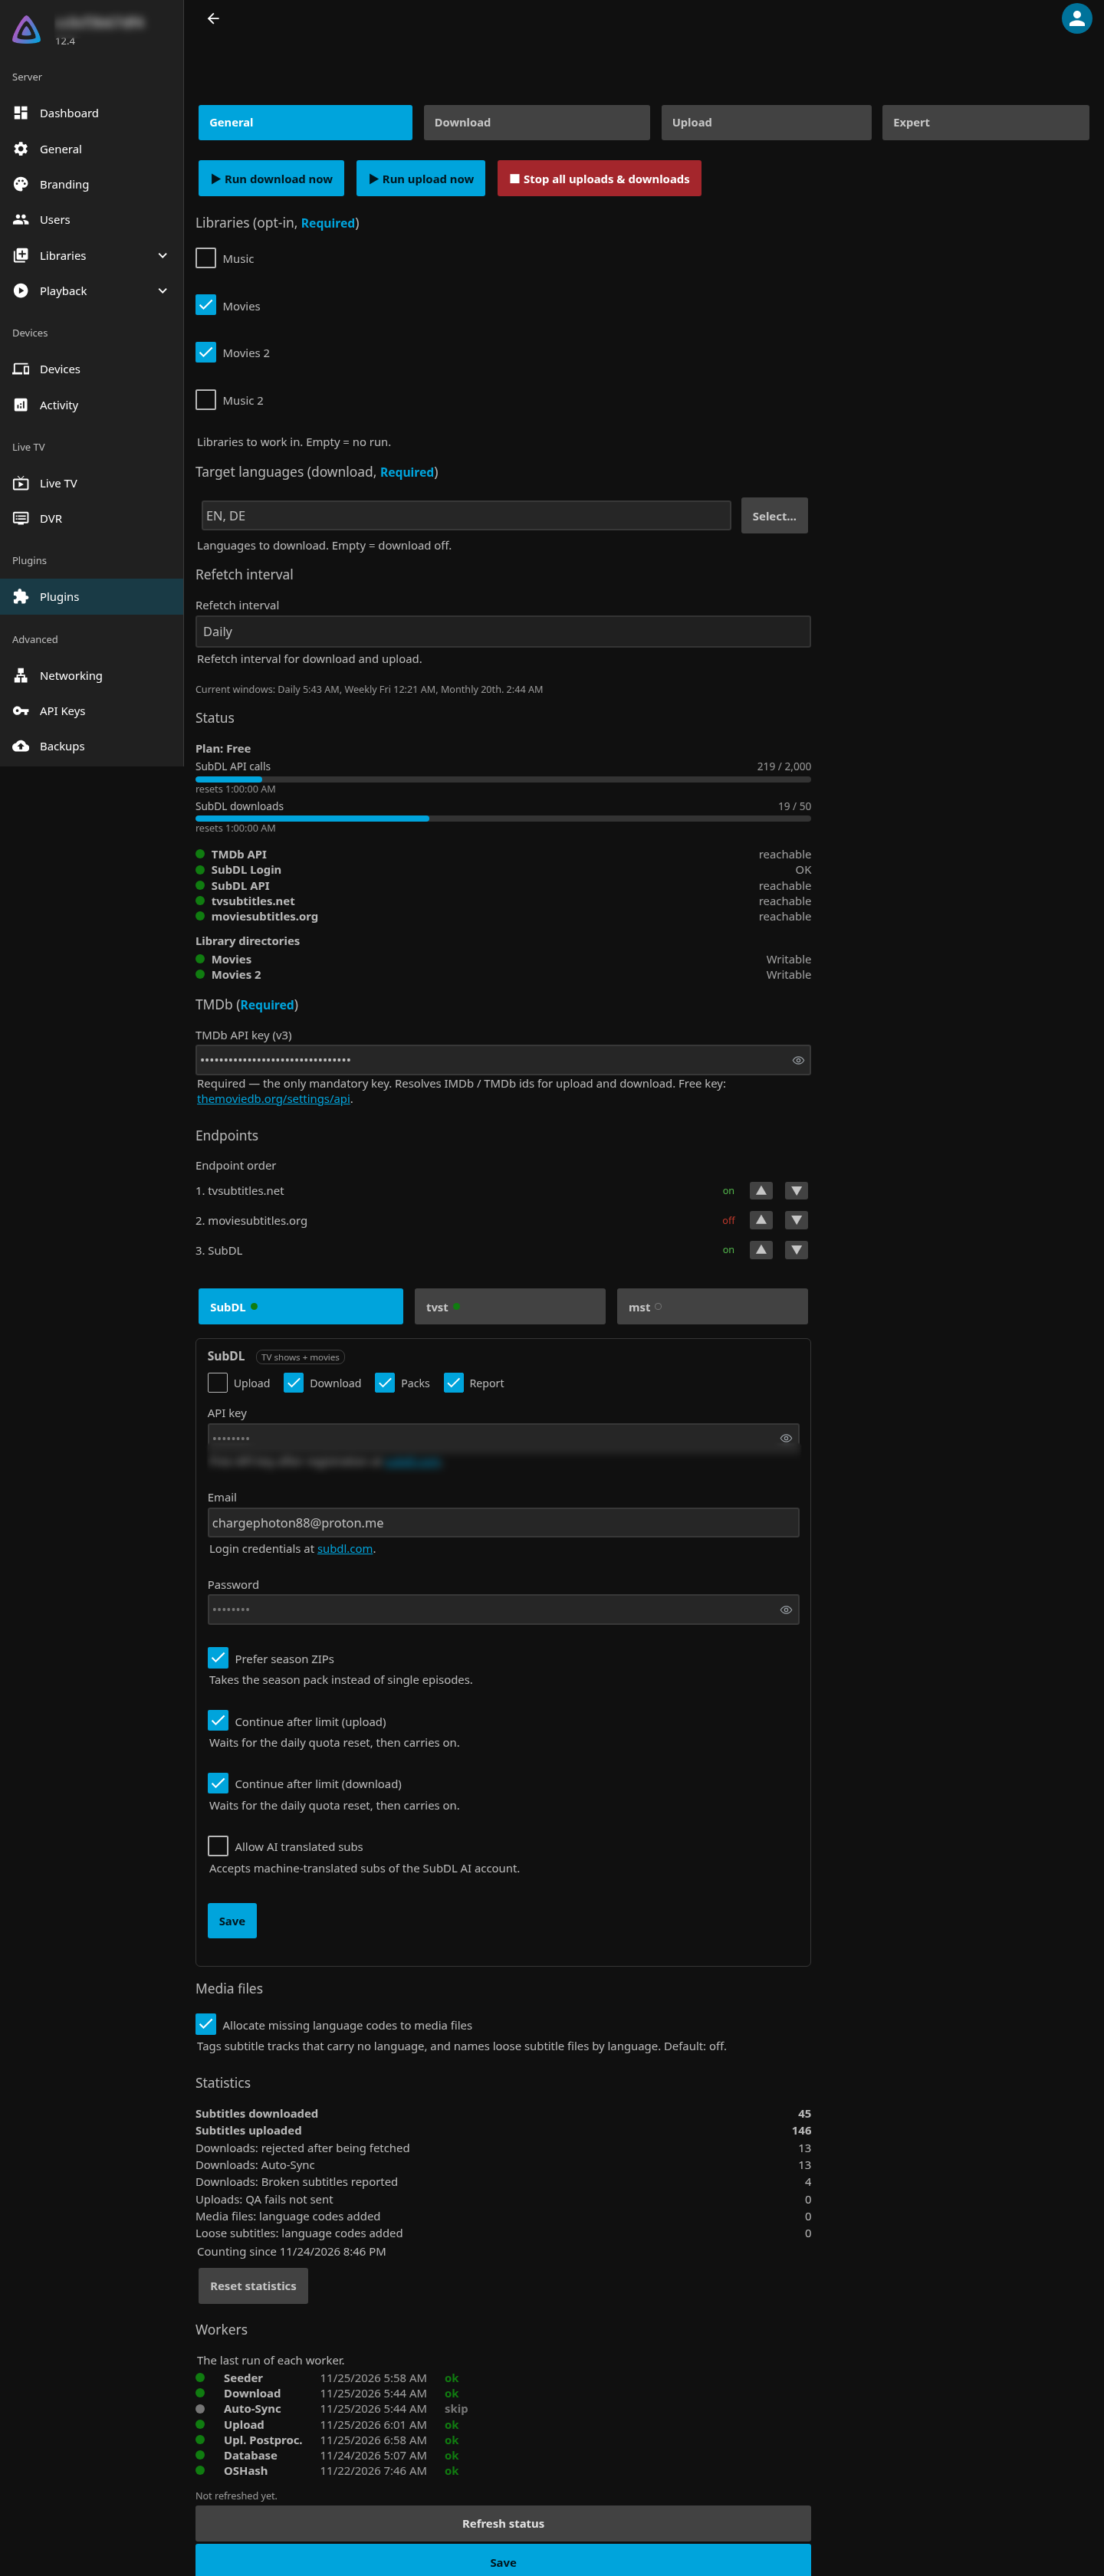 12.4
Server
Dashboard
General
Branding
Users
Libraries
Playback
Devices
Devices
Activity
Live TV
Live TV
DVR
Plugins
Plugins
Advanced
Networking
API Keys
Backups
General
Download
Upload
Expert
▶ Run download now
▶ Run upload now
■ Stop all uploads & downloads
Libraries (opt-in, Required)
Music
Movies
Movies 2
Music 2
Libraries to work in. Empty = no run.
Target languages (download, Required)
EN, DE
Select...
Languages to download. Empty = download off.
Refetch interval
Refetch interval
Daily
Refetch interval for download and upload.
Current windows: Daily 5:43 AM, Weekly Fri 12:21 AM, Monthly 20th. 2:44 AM
Status
Plan: Free
SubDL API calls 219 / 2,000
resets 1:00:00 AM
SubDL downloads 19 / 50
resets 1:00:00 AM
TMDb API reachable
SubDL Login OK
SubDL API reachable
tvsubtitles.net reachable
moviesubtitles.org reachable
Library directories
Movies Writable
Movies 2 Writable
TMDb (Required)
TMDb API key (v3)
••••••••••••••••••••••••••••••••
Required — the only mandatory key. Resolves IMDb / TMDb ids for upload and download. Free key:
themoviedb.org/settings/api.
Endpoints
Endpoint order
1. tvsubtitles.net on ▲ ▼
2. moviesubtitles.org off ▲ ▼
3. SubDL on ▲ ▼
SubDL
tvst
mst
SubDL TV shows + movies
Upload Download Packs Report
API key
••••••••
Email
chargephoton88@proton.me
Login credentials at subdl.com.
Password
••••••••
Prefer season ZIPs
Takes the season pack instead of single episodes.
Continue after limit (upload)
Waits for the daily quota reset, then carries on.
Continue after limit (download)
Waits for the daily quota reset, then carries on.
Allow AI translated subs
Accepts machine-translated subs of the SubDL AI account.
Save
Media files
Allocate missing language codes to media files
Tags subtitle tracks that carry no language, and names loose subtitle files by language. Default: off.
Statistics
Subtitles downloaded 45
Subtitles uploaded 146
Downloads: rejected after being fetched 13
Downloads: Auto-Sync 13
Downloads: Broken subtitles reported 4
Uploads: QA fails not sent 0
Media files: language codes added 0
Loose subtitles: language codes added 0
Counting since 11/24/2026 8:46 PM
Reset statistics
Workers
The last run of each worker.
Seeder 11/25/2026 5:58 AM ok
Download 11/25/2026 5:44 AM ok
Auto-Sync 11/25/2026 5:44 AM skip
Upload 11/25/2026 6:01 AM ok
Upl. Postproc. 11/25/2026 6:58 AM ok
Database 11/24/2026 5:07 AM ok
OSHash 11/22/2026 7:46 AM ok
Not refreshed yet.
Refresh status
Save